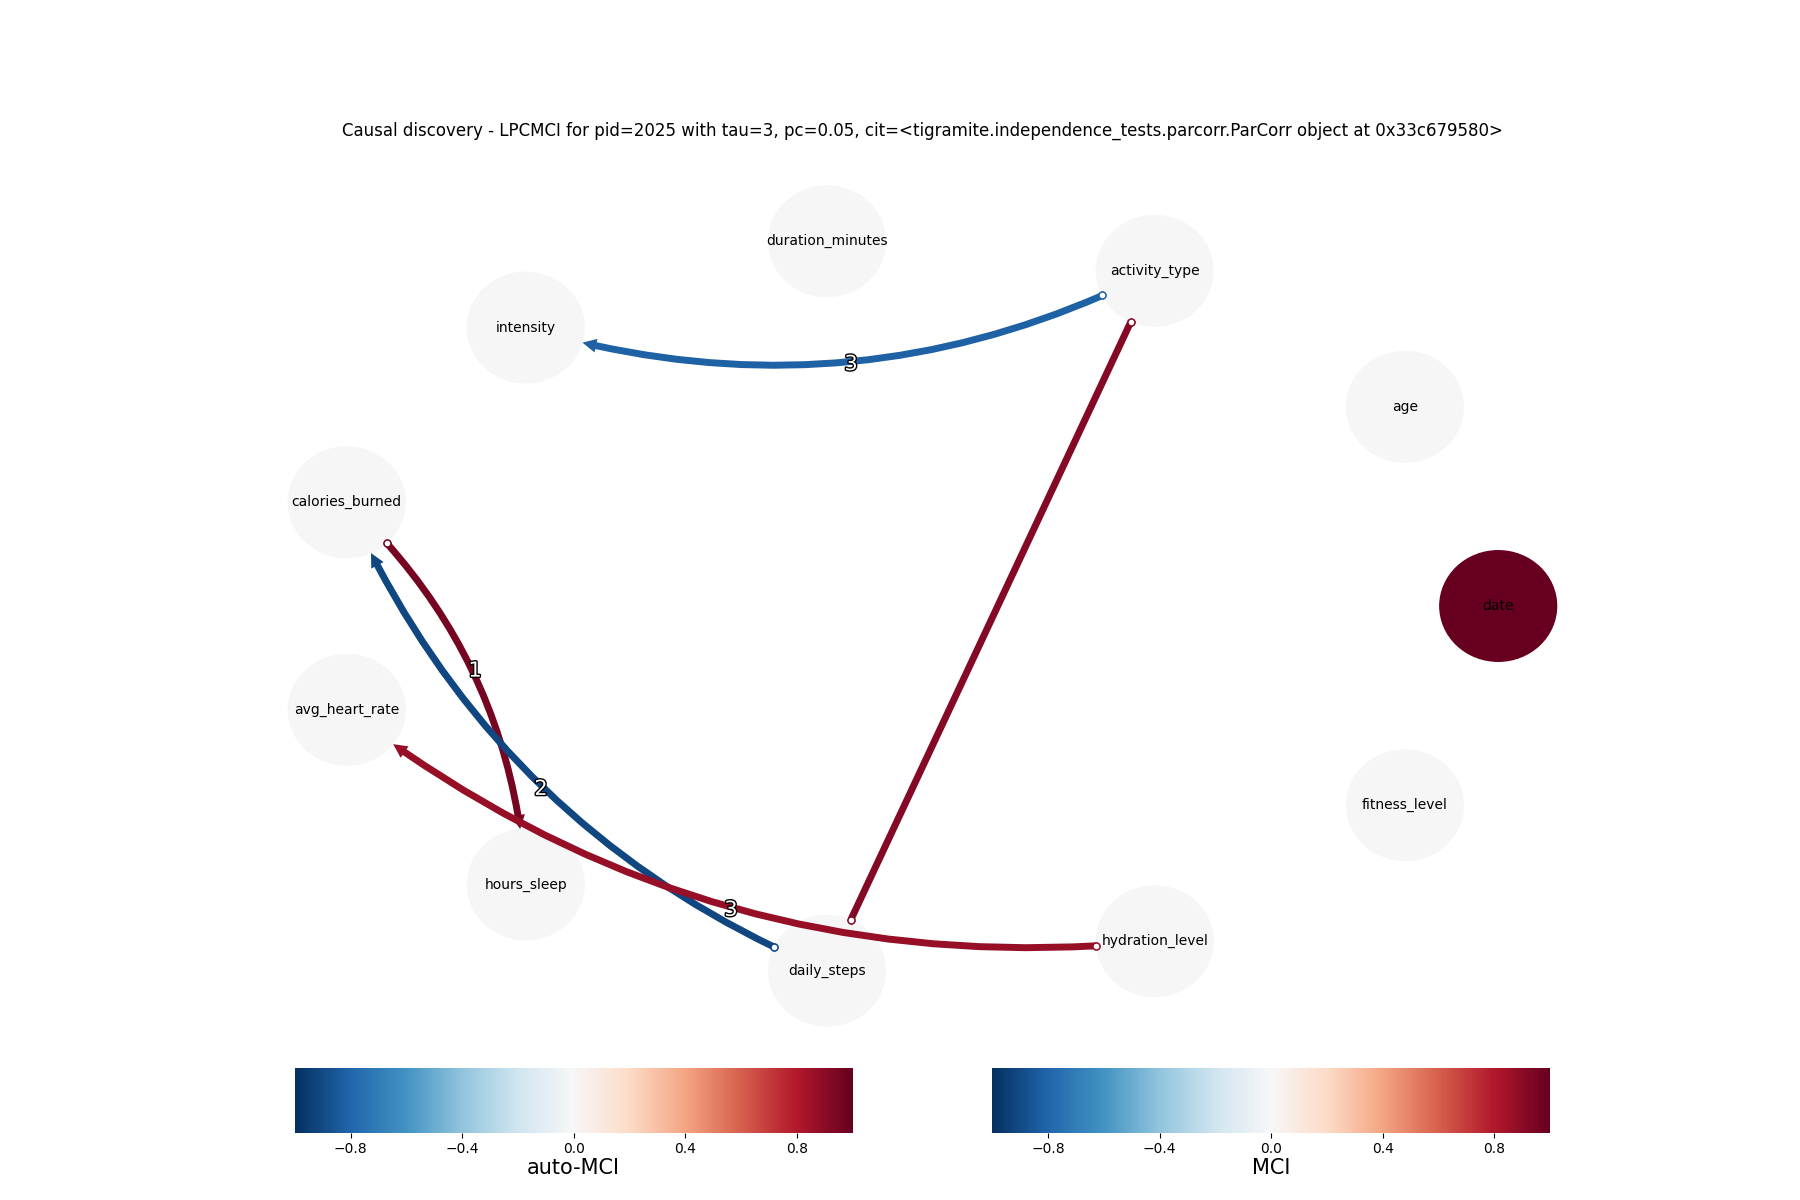 Causal discovery - LPCMCI for pid=2025 with tau=3, pc=0.05, cit=<tigramite.independence_tests.parcorr.ParCorr object at 0x33c679580>
duration_minutes
activity_type
intensity
3
age
calories_burned
date
1
avg_heart_rate
2
fitness_level
hours_sleep
3
hydration_level
daily_steps
−0.8 −0.4 0.0 0.4 0.8
auto-MCI
−0.8 −0.4 0.0 0.4 0.8
MCI